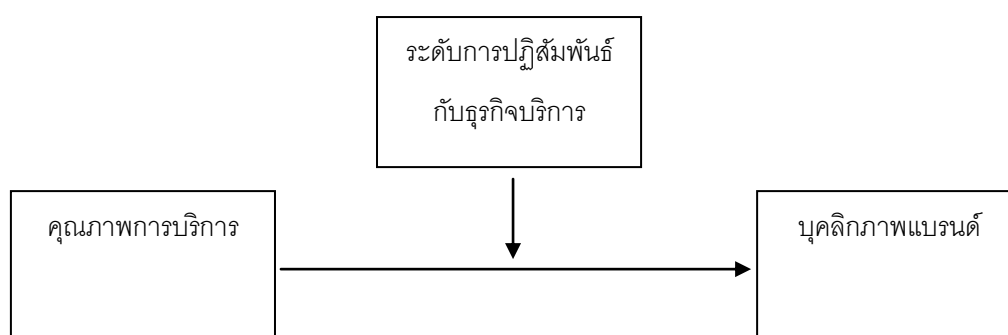 ระดับการปฏิสัมพันธ์
กับธุรกิจบริการ
คุณภาพการบริการ
บุคลิกภาพแบรนด์